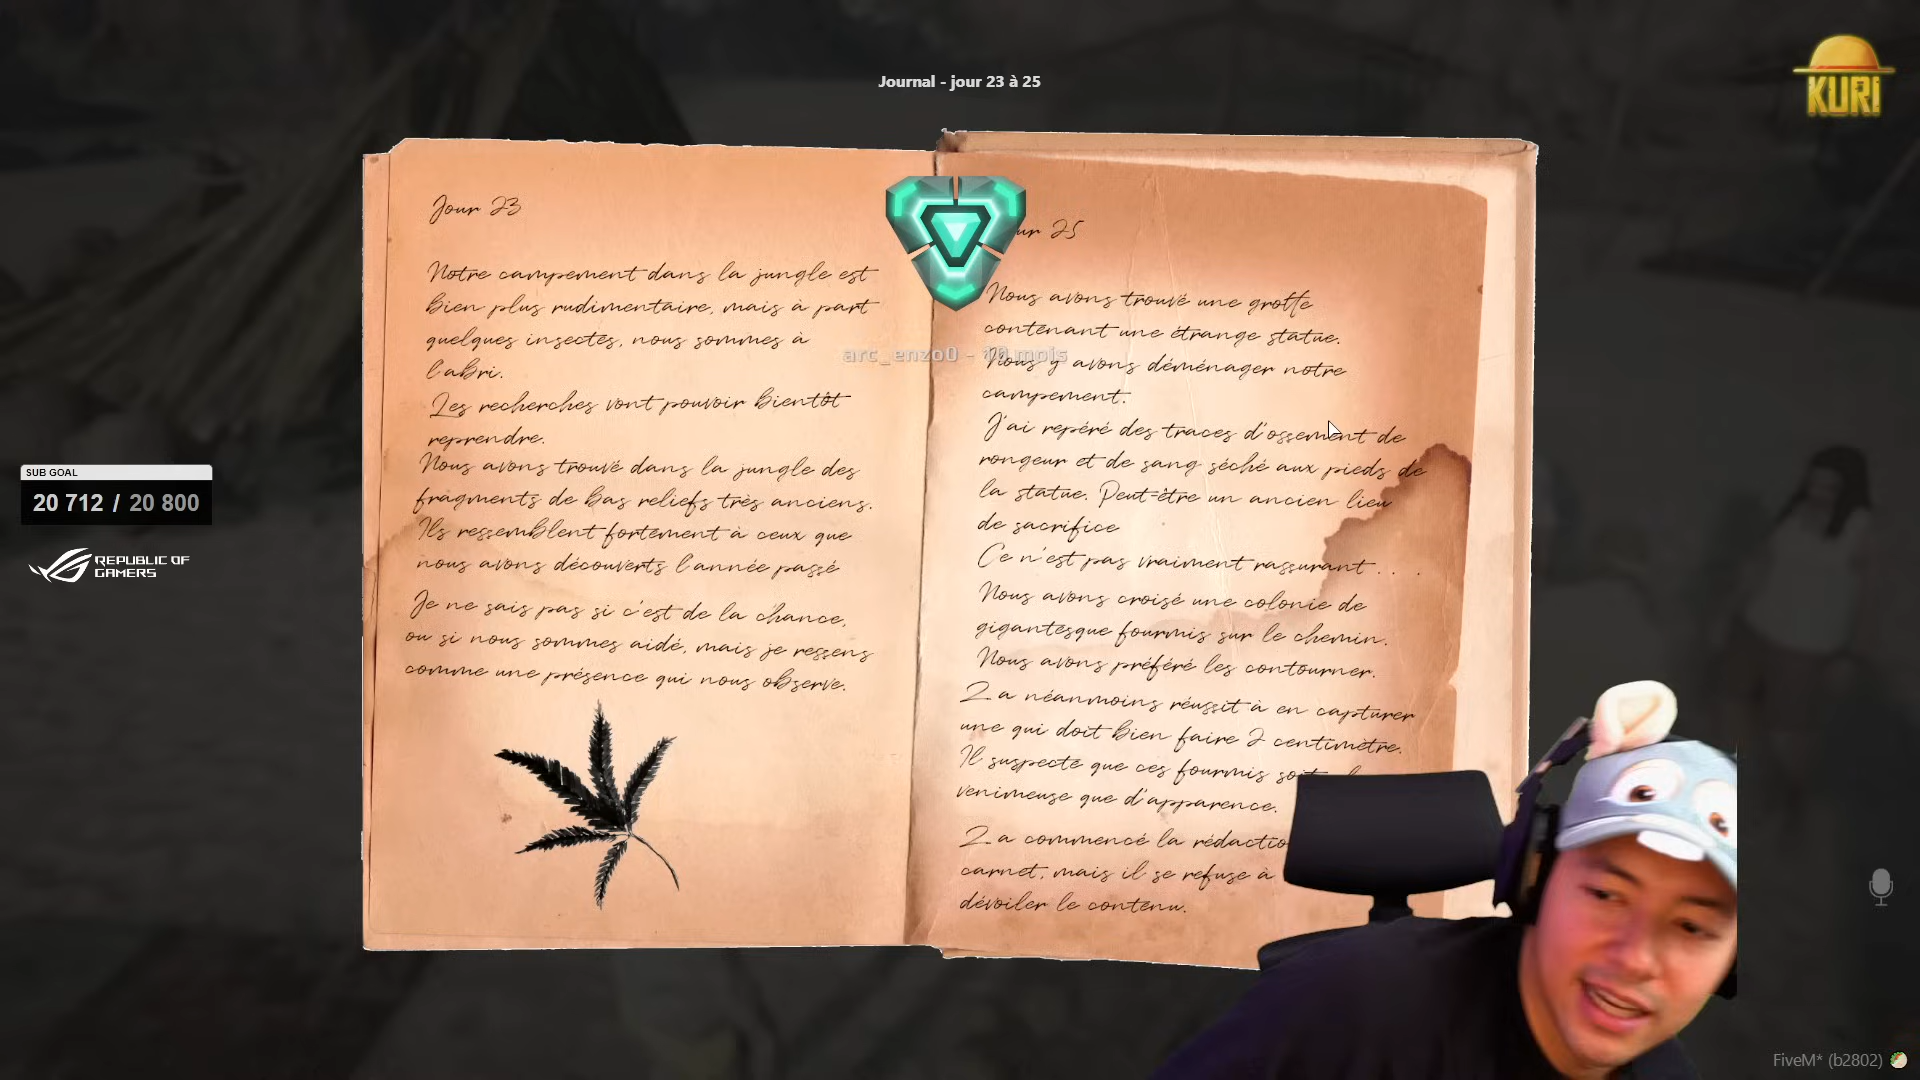 Journal - jour 23 à 25
KURI
Jour 23
Notre campement dans la jungle est
bien plus rudimentaire, mais à part
quelques insectes, nous sommes à
l'abri.
Les recherches vont pouvoir bientôt
reprendre.
Nous avons trouvé dans la jungle des
fragments de bas reliefs très anciens.
Ils ressemblent fortement à ceux que
nous avons découverts l'année passé
Je ne sais pas si c'est de la chance,
ou si nous sommes aidé, mais je ressens
comme une présence qui nous observe.
ur 25
Nous avons trouvé une grotte
contenant une étrange statue.
Nous y avons déménager notre
campement.
J'ai repéré des traces d'ossement de
rongeur et de sang séché aux pieds de
la statue. Peut-être un ancien lieu
de sacrifice
Ce n'est pas vraiment rassurant . . .
Nous avons croisé une colonie de
gigantesque fourmis sur le chemin.
Nous avons préféré les contourner.
Z a néanmoins réussit à en capturer
une qui doit bien faire 2 centimètre.
Il suspecte que ces fourmis
venimeuse que d'apparence.
Z a commencé la rédactio
carnet, mais il se refuse à
dévoiler le contenu.
arc_enzo0 - mois
SUB GOAL
20 712 / 20 800
REPUBLIC OF
GAMERS
FiveM* (b2802)